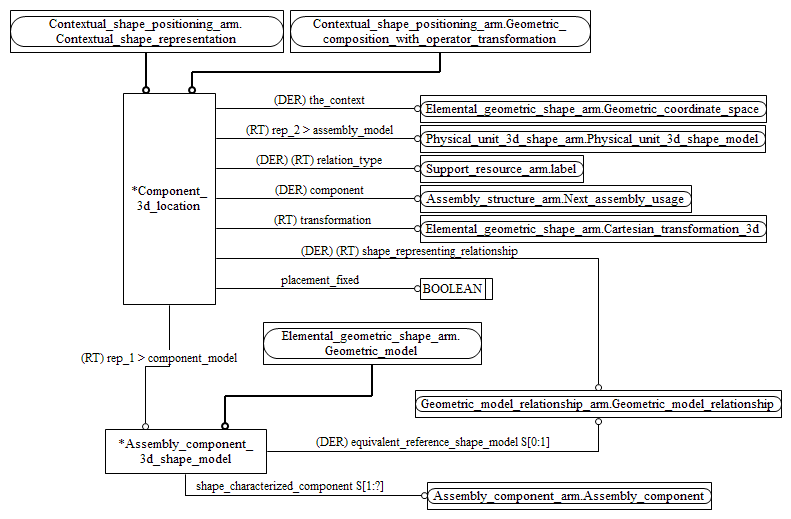 Contextual_shape_positioning_arm.
Contextual_shape_representation
Contextual_shape_positioning_arm.Geometric_
composition_with_operator_transformation
(DER) the_context
Elemental_geometric_shape_arm.Geometric_coordinate_space
(RT) rep_2 > assembly_model
Physical_unit_3d_shape_arm.Physical_unit_3d_shape_model
(DER) (RT) relation_type
Support_resource_arm.label
*Component_
3d_location
(DER) component
Assembly_structure_arm.Next_assembly_usage
(RT) transformation
Elemental_geometric_shape_arm.Cartesian_transformation_3d
(DER) (RT) shape_representing_relationship
placement_fixed
BOOLEAN
Elemental_geometric_shape_arm.
Geometric_model
(RT) rep_1 > component_model
Geometric_model_relationship_arm.Geometric_model_relationship
*Assembly_component_
3d_shape_model
(DER) equivalent_reference_shape_model S[0:1]
shape_characterized_component S[1:?]
Assembly_component_arm.Assembly_component